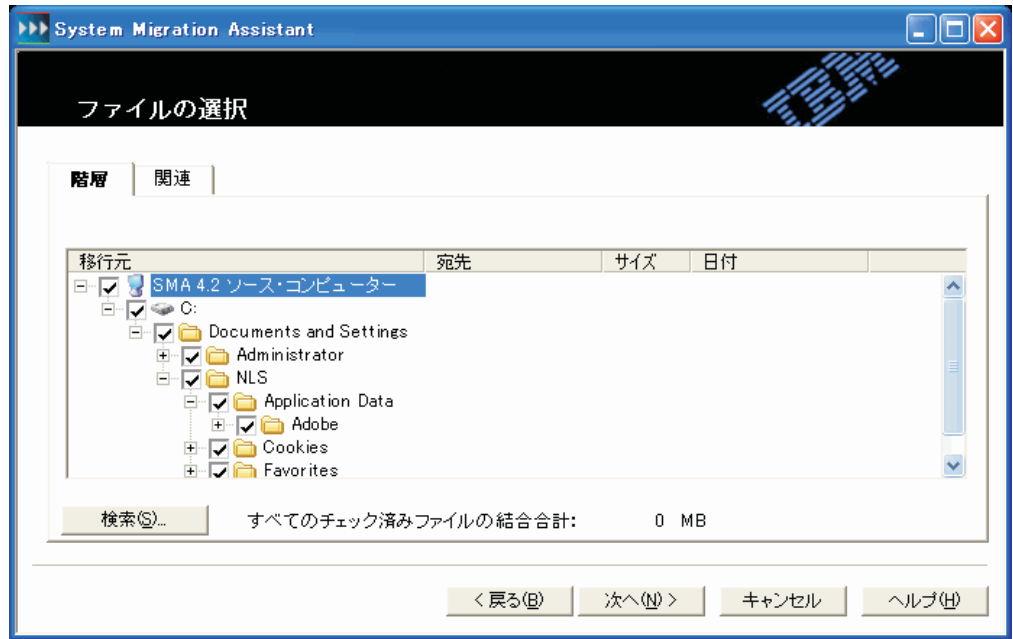 System Migration Assistant
IBM
ファイルの選択
階層 関連
移行元 宛先 サイズ 日付
SMA 4.2 ソース・コンピューター
C:
Documents and Settings
Administrator
NLS
Application Data
Adobe
Cookies
Favorites
検索(S)... すべてのチェック済みファイルの結合合計: 0 MB
< 戻る(B) 次へ(N) > キャンセル ヘルプ(H)